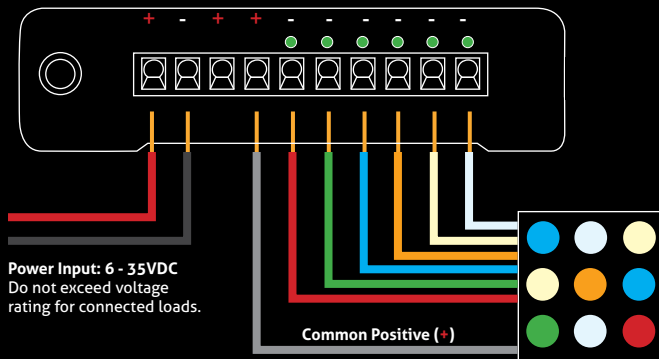 + - + + - - - - - -
Power Input: 6 - 35VDC
Do not exceed voltage
rating for connected loads.
Common Positive (+)